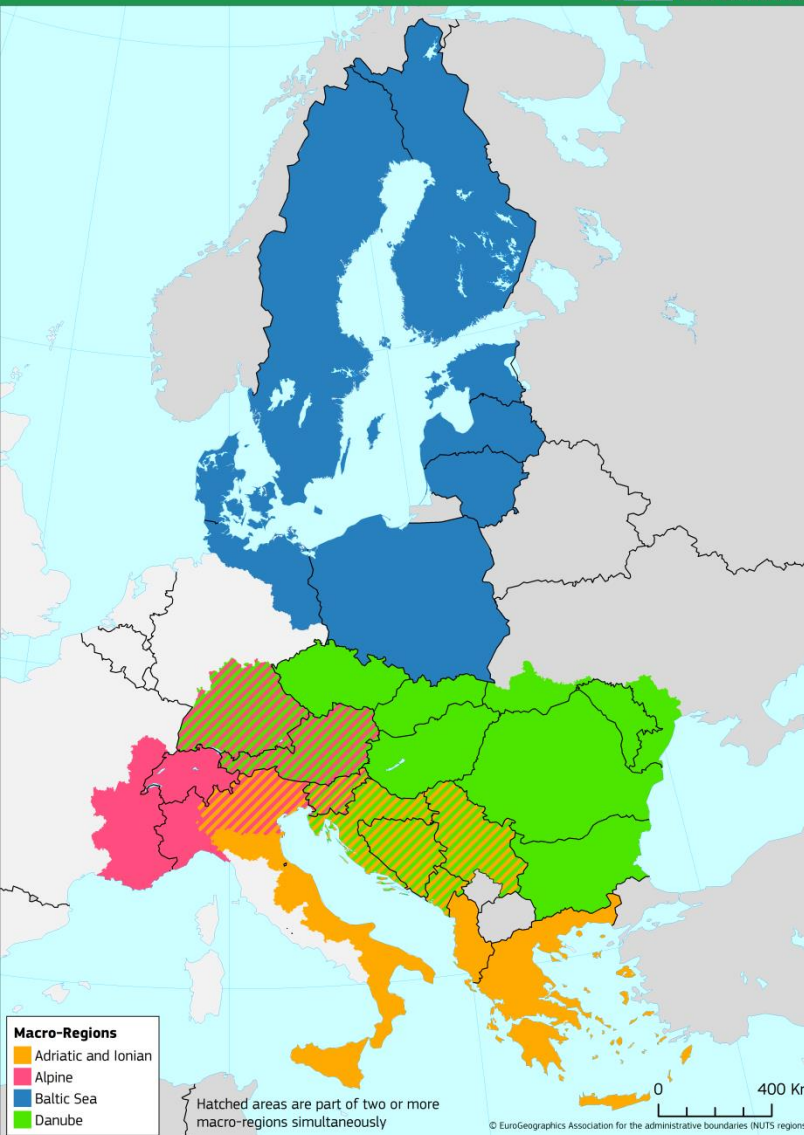 Macro-Regions
Adriatic and Ionian
Alpine
Baltic Sea
Danube
Hatched areas are part of two or more
macro-regions simultaneously
0 400 Km
© EuroGeographics Association for the administrative boundaries (NUTS regions